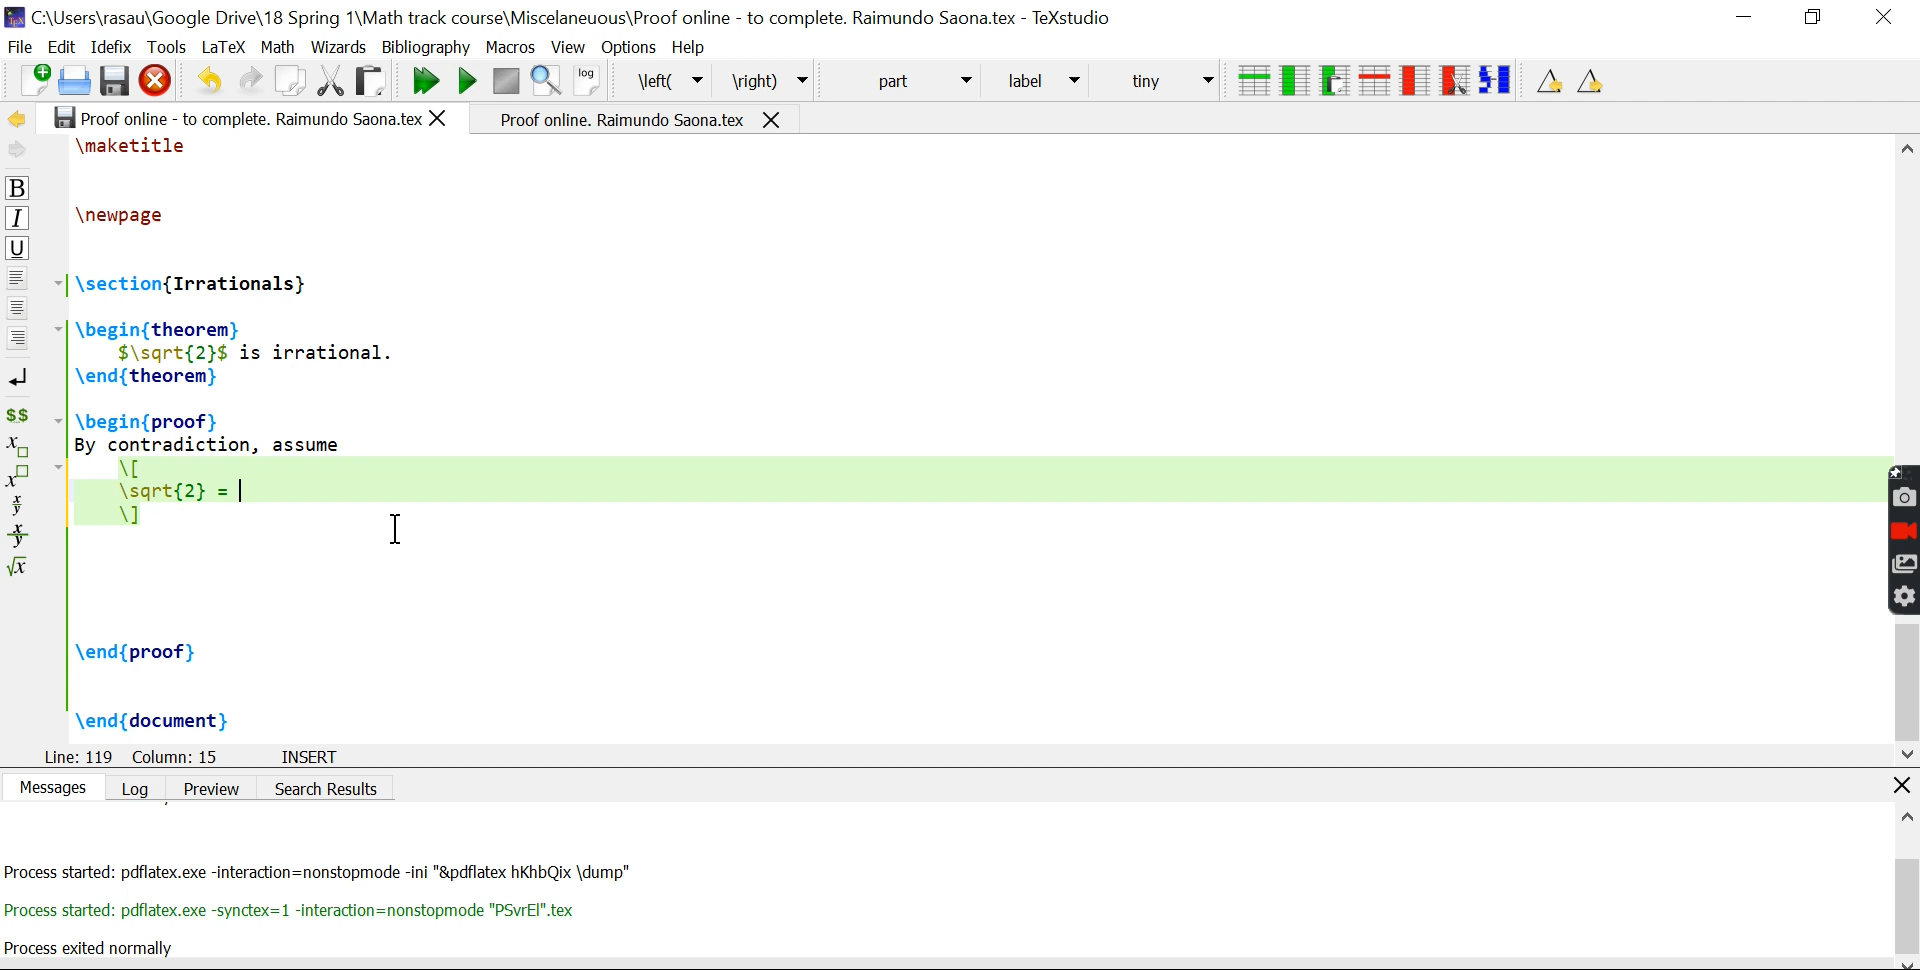 C:\Users\rasau\Google Drive\18 Spring 1\Math track course\Miscelaneuous\Proof online - to complete. Raimundo Saona.tex - TeXstudio
File Edit Idefix Tools LaTeX Math Wizards Bibliography Macros View Options Help
log \left( \right) part label tiny
Proof online - to complete. Raimundo Saona.tex Proof online. Raimundo Saona.tex
\maketitle
\newpage
\section{Irrationals}
\begin{theorem}
$\sqrt{2}$ is irrational.
\end{theorem}
\begin{proof}
By contradiction, assume
\[
\sqrt{2} =
\]
\end{proof}
\end{document}
Line: 119 Column: 15 INSERT
Messages Log Preview Search Results
Process started: pdflatex.exe -interaction=nonstopmode -ini "&pdflatex hKhbQix \dump"
Process started: pdflatex.exe -synctex=1 -interaction=nonstopmode "PSvrEl".tex
Process exited normally